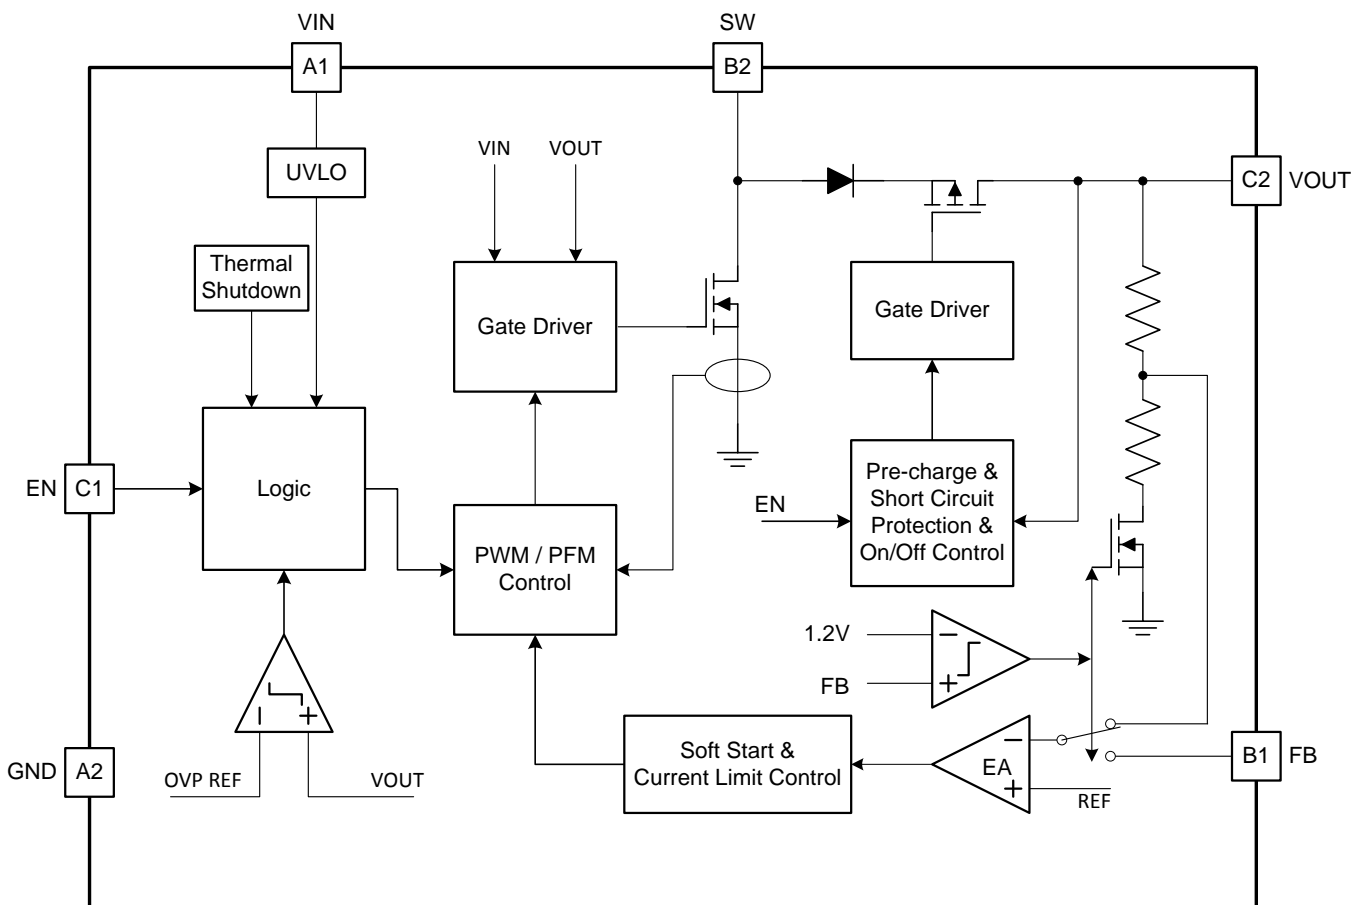 VIN
SW
A1
B2
UVLO
VIN
VOUT
C2
VOUT
Thermal
Shutdown
Gate Driver
Gate Driver
EN
C1
Logic
Pre-charge &
Short Circuit
Protection &
On/Off Control
EN
PWM / PFM
Control
1.2V
FB
Soft Start &
Current Limit Control
EA
REF
GND
A2
OVP REF
VOUT
B1
FB